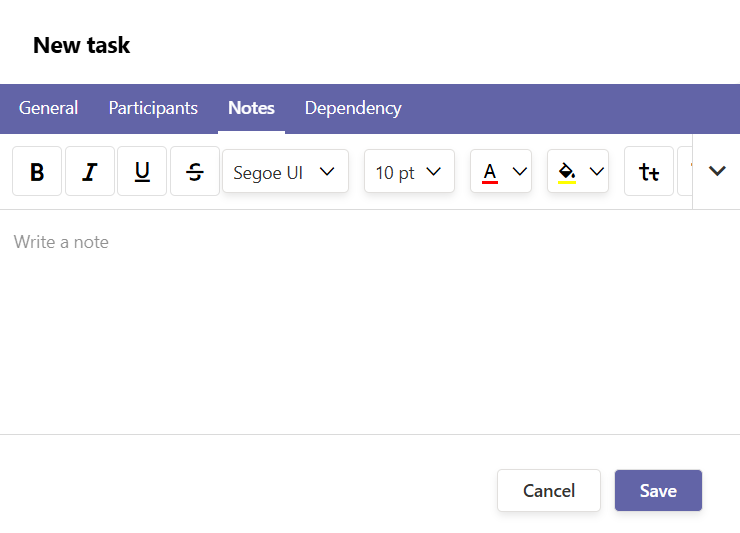 New task
General Participants Notes Dependency
B I U S Segoe UI 10 pt A
Write a note
Cancel Save